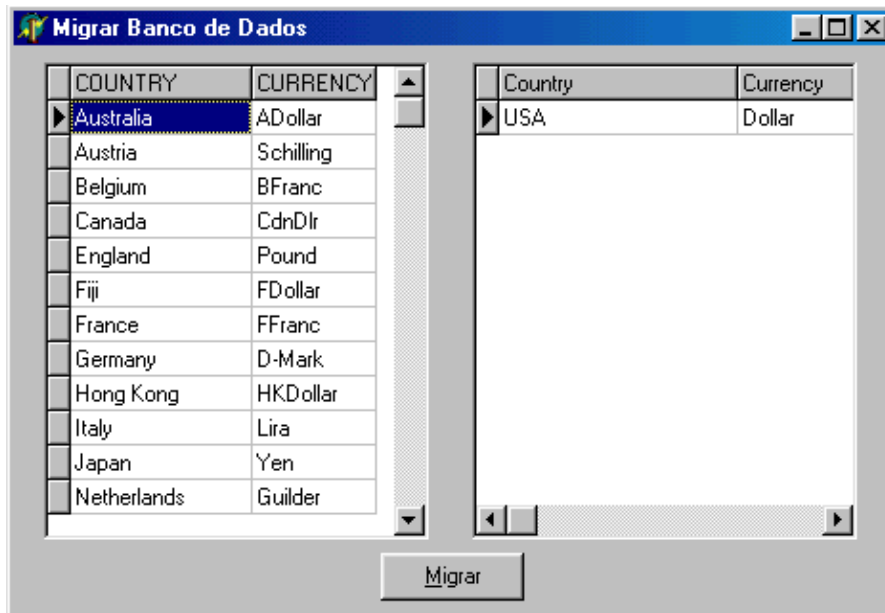 Migrar Banco de Dados
COUNTRY CURRENCY
Australia ADollar
Austria Schilling
Belgium BFranc
Canada CdnDlr
England Pound
Fiji FDollar
France FFranc
Germany D-Mark
Hong Kong HKDollar
Italy Lira
Japan Yen
Netherlands Guilder
Country Currency
USA Dollar
Migrar